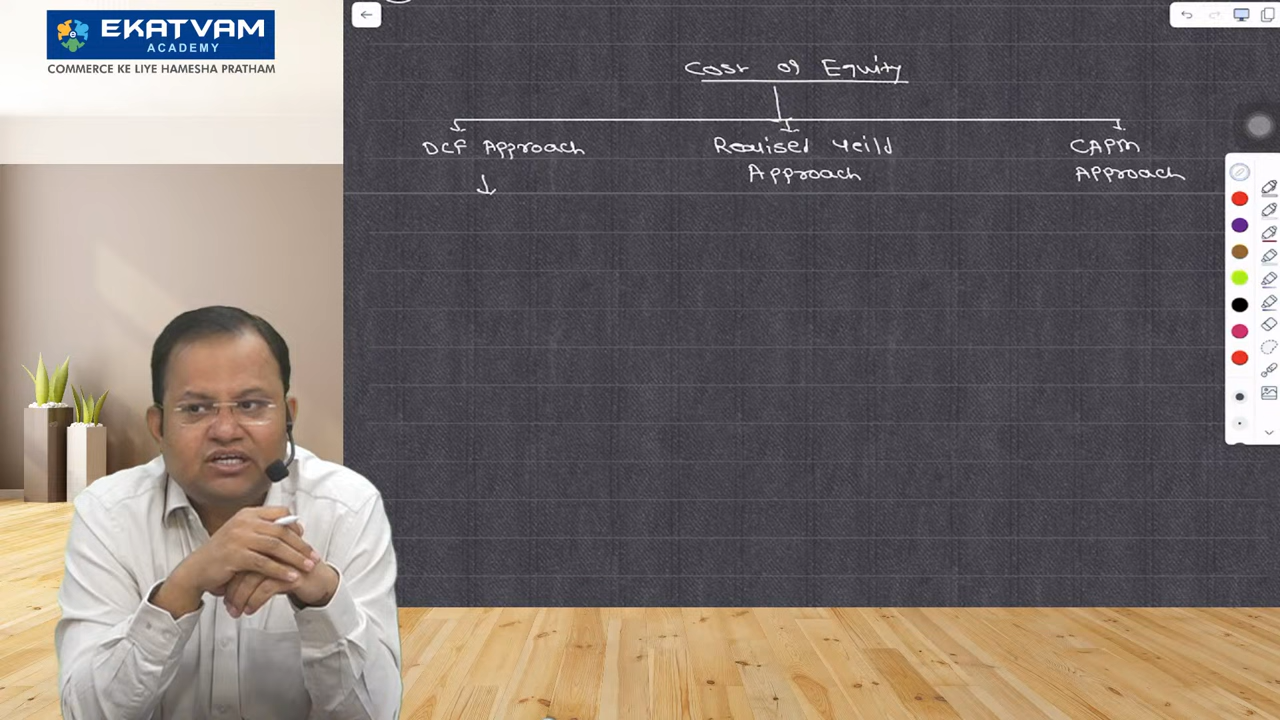 EKATVAM
ACADEMY
COMMERCE KE LIYE HAMESHA PRATHAM
Cost of Equity
DCF Approach
Realised Yeild
Approach
CAPM
Approach